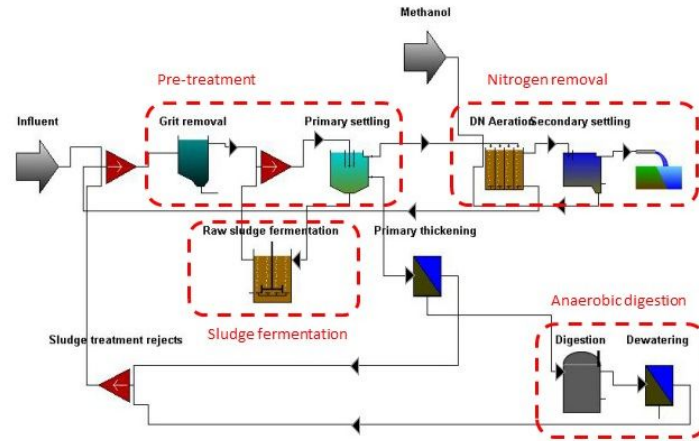 Methanol
Pre-treatment
Nitrogen removal
Influent
Grit removal
Primary settling
DN Aeration
Secondary settling
Raw sludge fermentation
Primary thickening
Sludge fermentation
Anaerobic digestion
Sludge treatment rejects
Digestion
Dewatering